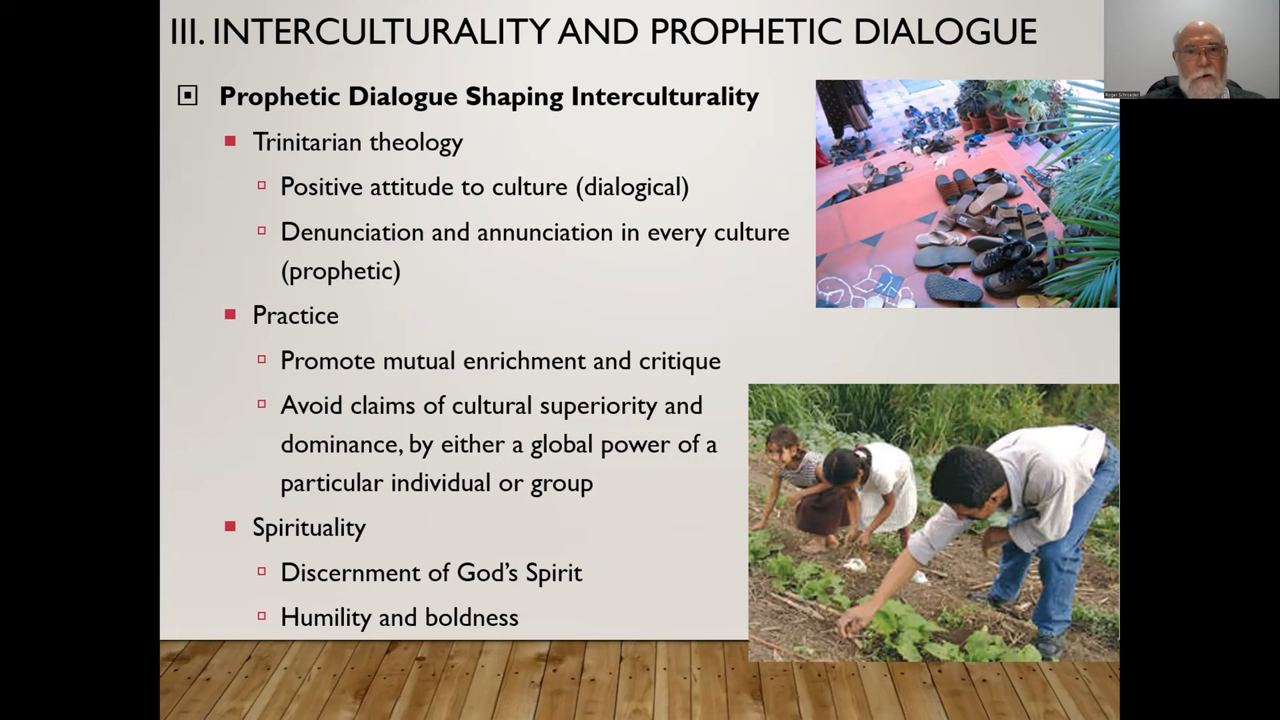 III. INTERCULTURALITY AND PROPHETIC DIALOGUE
Prophetic Dialogue Shaping Interculturality
Trinitarian theology
Positive attitude to culture (dialogical)
Denunciation and annunciation in every culture
(prophetic)
Practice
Promote mutual enrichment and critique
Avoid claims of cultural superiority and
dominance, by either a global power of a
particular individual or group
Spirituality
Discernment of God’s Spirit
Humility and boldness
Roger Schroeder